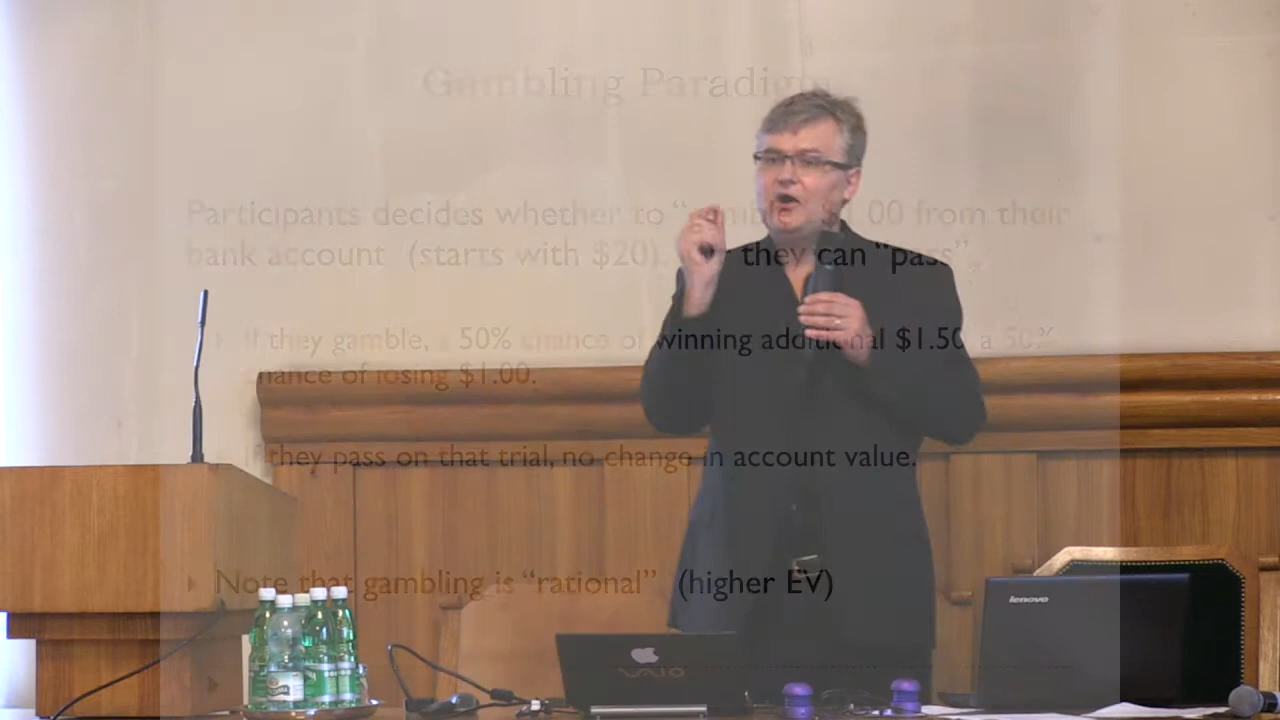 Gambling Paradigm
Participants decides whether to "gamble" $1.00 from their
bank account (starts with $20). Or they can "pass".
If they gamble, a 50% chance of winning additional $1.50, a 50%
chance of losing $1.00.
If they pass on that trial, no change in account value.
Note that gambling is "rational" (higher EV)
lenovo
VAIO